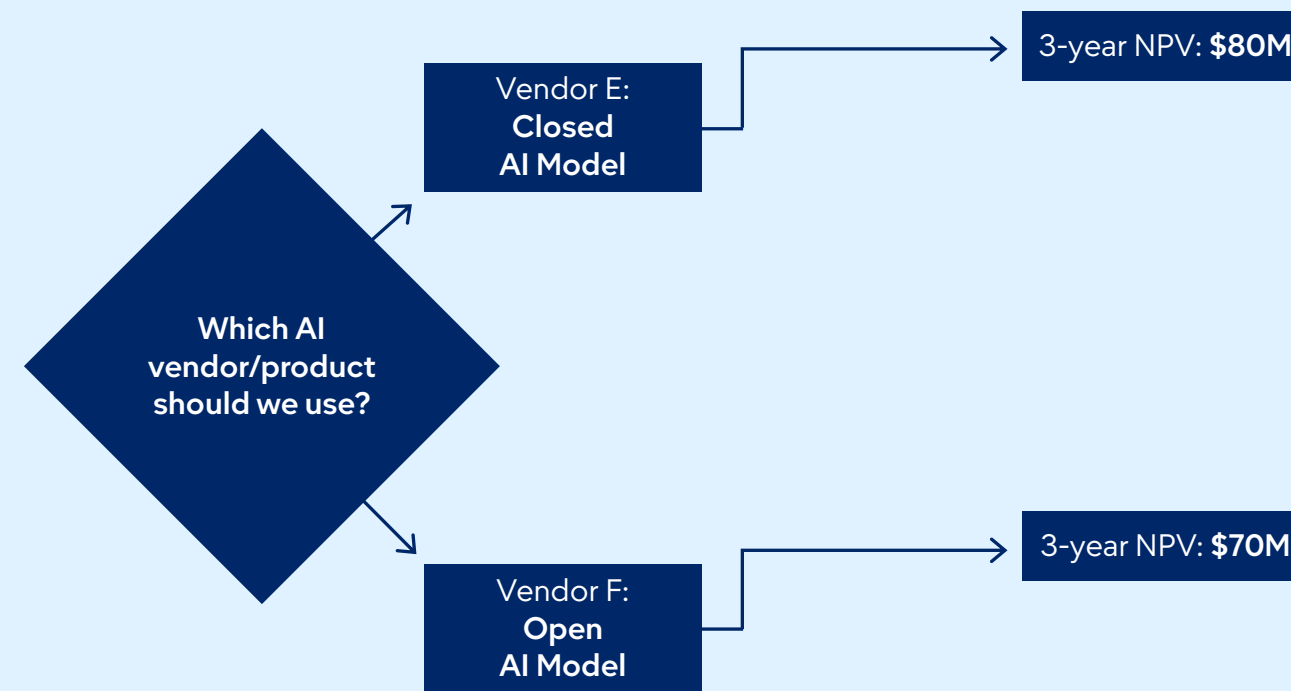 3-year NPV: $80M
Vendor E:
Closed
AI Model
Which AI
vendor/product
should we use?
3-year NPV: $70M
Vendor F:
Open
AI Model